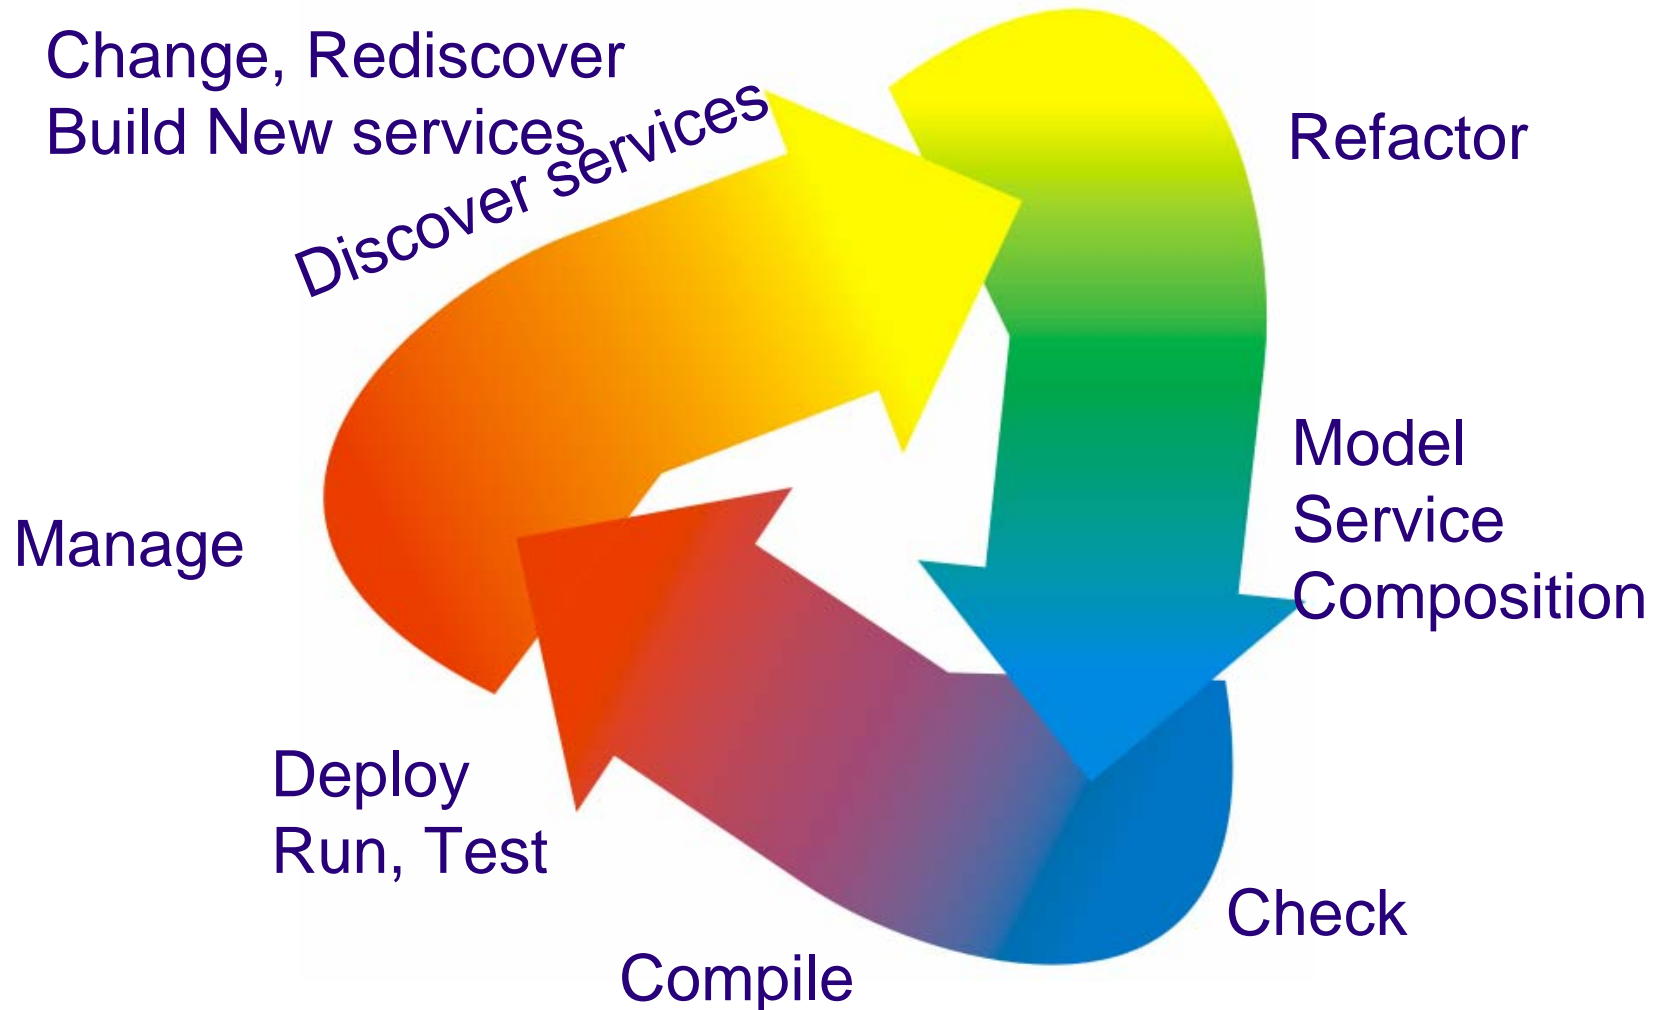 Change, Rediscover
Build New services
Discover services
Refactor
Model
Service
Composition
Manage
Deploy
Run, Test
Check
Compile